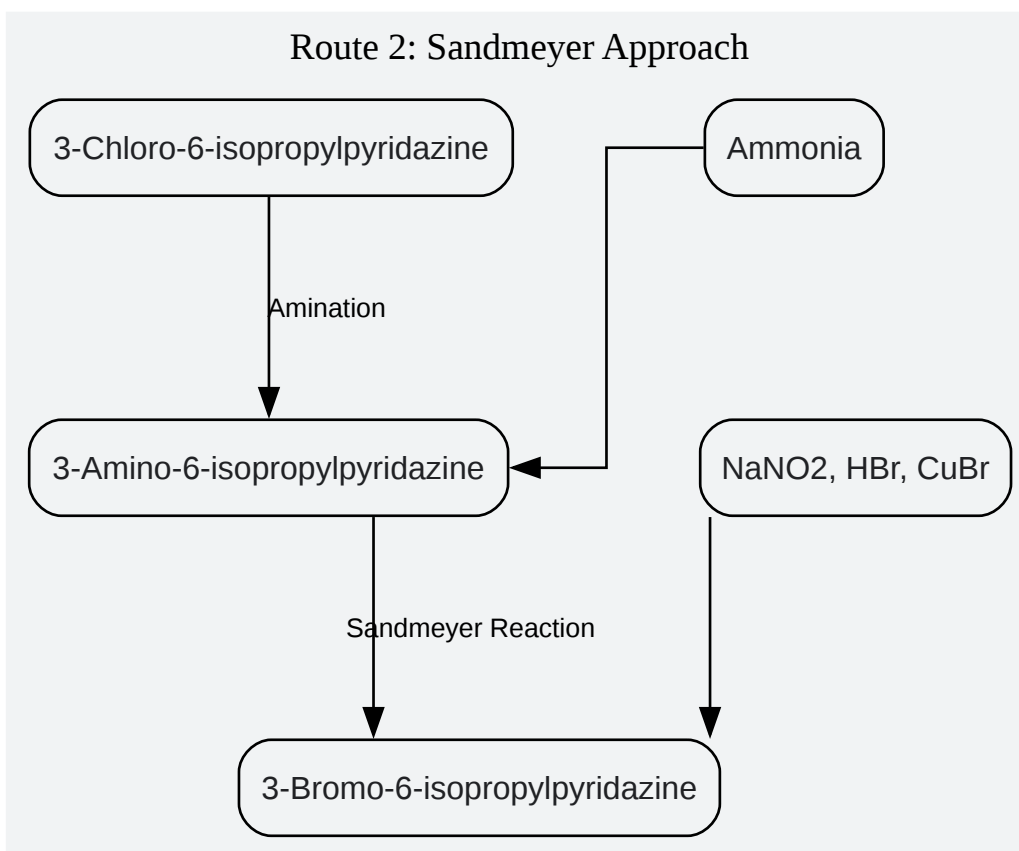 Route 2: Sandmeyer Approach
3-Chloro-6-isopropylpyridazine
Ammonia
Amination
3-Amino-6-isopropylpyridazine
NaNO2, HBr, CuBr
Sandmeyer Reaction
3-Bromo-6-isopropylpyridazine